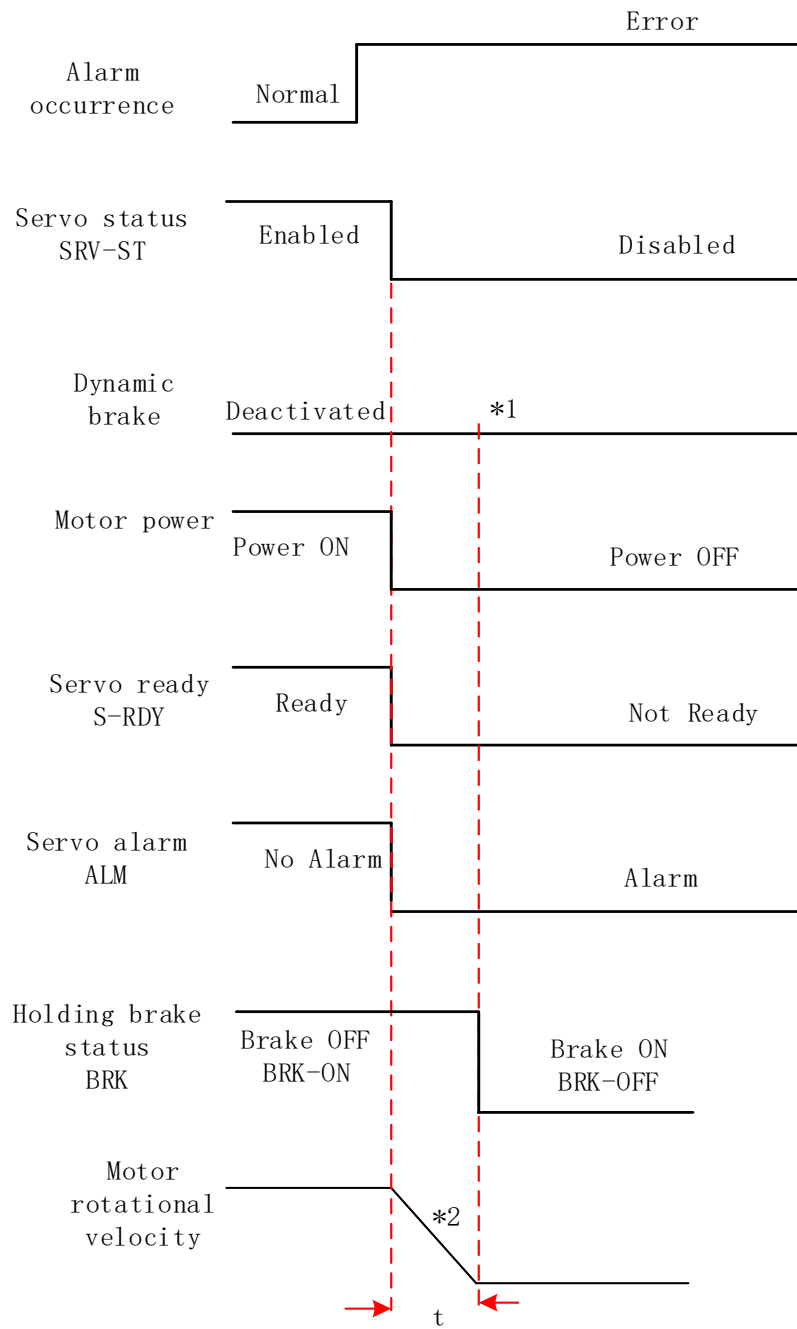 Error
Alarm
occurrence
Normal
Servo status
SRV-ST
Enabled
Disabled
Dynamic
brake
Deactivated
*1
Motor power
Power ON
Power OFF
Servo ready
S-RDY
Ready
Not Ready
Servo alarm
ALM
No Alarm
Alarm
Holding brake
status
BRK
Brake OFF
BRK-ON
Brake ON
BRK-OFF
Motor
rotational
velocity
*2
t